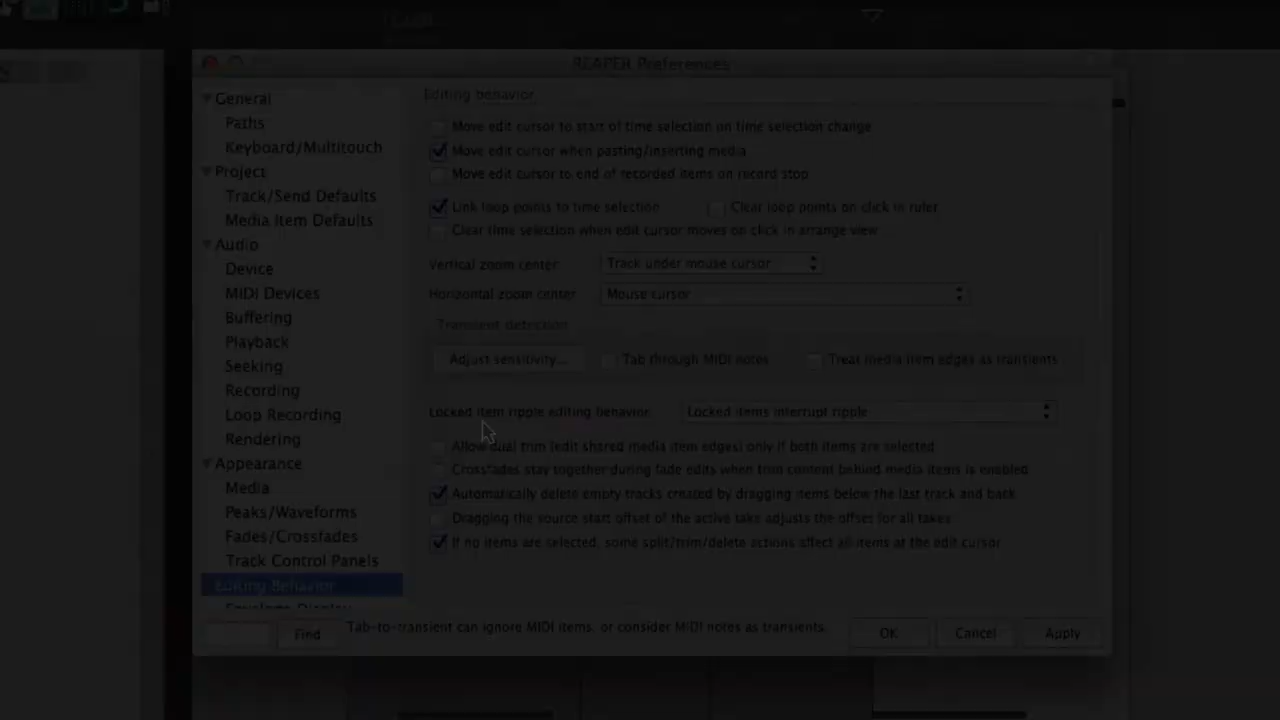 REAPER Preferences
General
Paths
Keyboard/Multitouch
Project
Track/Send Defaults
Media Item Defaults
Audio
Device
MIDI Devices
Buffering
Playback
Seeking
Recording
Loop Recording
Rendering
Appearance
Media
Peaks/Waveforms
Fades/Crossfades
Track Control Panels
Editing Behavior
Envelope Display
Find
Editing behavior
Move edit cursor to start of time selection on time selection change
Move edit cursor when pasting/inserting media
Move edit cursor to end of recorded items on record stop
Link loop points to time selection
Clear loop points on click in ruler
Clear time selection when edit cursor moves on click in arrange view
Vertical zoom center: Track under mouse cursor
Horizontal zoom center: Mouse cursor
Transient detection
Adjust sensitivity... Tab through MIDI notes Treat media item edges as transients
Locked item ripple editing behavior: Locked items interrupt ripple
Allow dual trim (edit shared media item edges) only if both items are selected
Crossfades stay together during fade edits when trim content behind media items is enabled
Automatically delete empty tracks created by dragging items below the last track and back
Dragging the source start offset of the active take adjusts the offset for all takes
If no items are selected, some split/trim/delete actions affect all items at the edit cursor
Tab-to-transient can ignore MIDI items, or consider MIDI notes as transients.
OK Cancel Apply